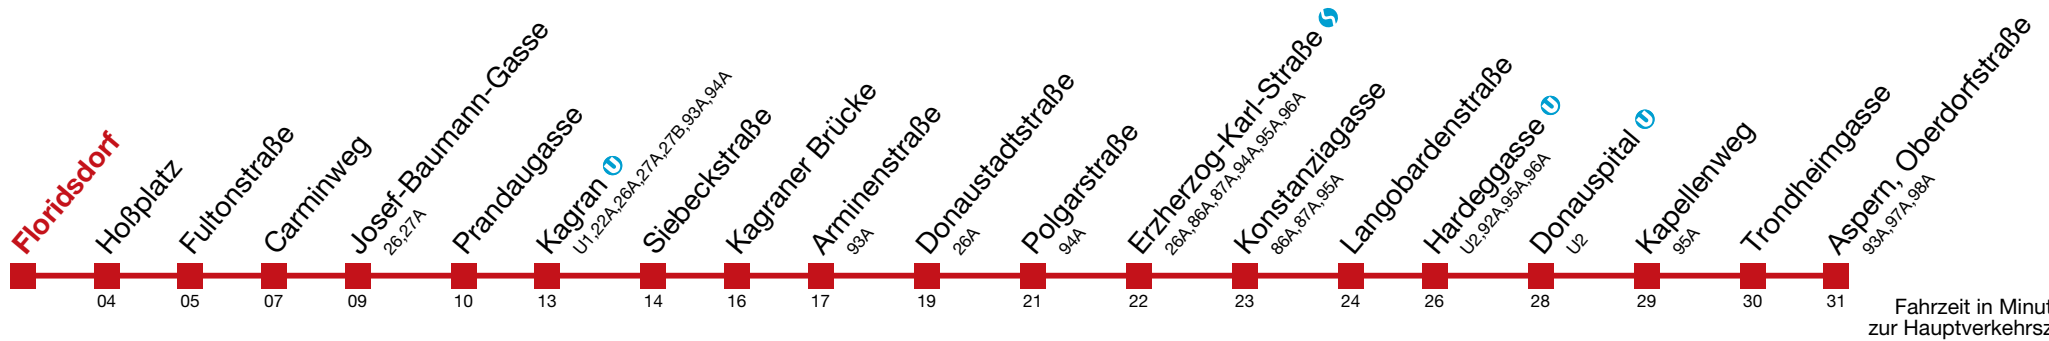 Floridsdorf
Hoßplatz
Fultonstraße
Carminweg
Josef-Baumann-Gasse
26,27A
Prandaugasse
Kagran U
U1,22A,26A,27A,27B,93A,94A
Siebeckstraße
Kagraner Brücke
Arminenstraße
93A
Donaustadtstraße
26A
Polgarstraße
94A
Erzherzog-Karl-Straße S
26A,86A,87A,94A,95A,96A
Konstanziagasse
86A,87A,95A
Langobardenstraße
Hardeggasse U
U2,92A,95A,96A
Donauspital U
U2
Kapellenweg
95A
Trondheimgasse
Aspern, Oberdorfstraße
93A,97A,98A
04 05 07 09 10 13 14 16 17 19 21 22 23 24 26 28 29 30 31
Fahrzeit in Minut
zur Hauptverkehrsz